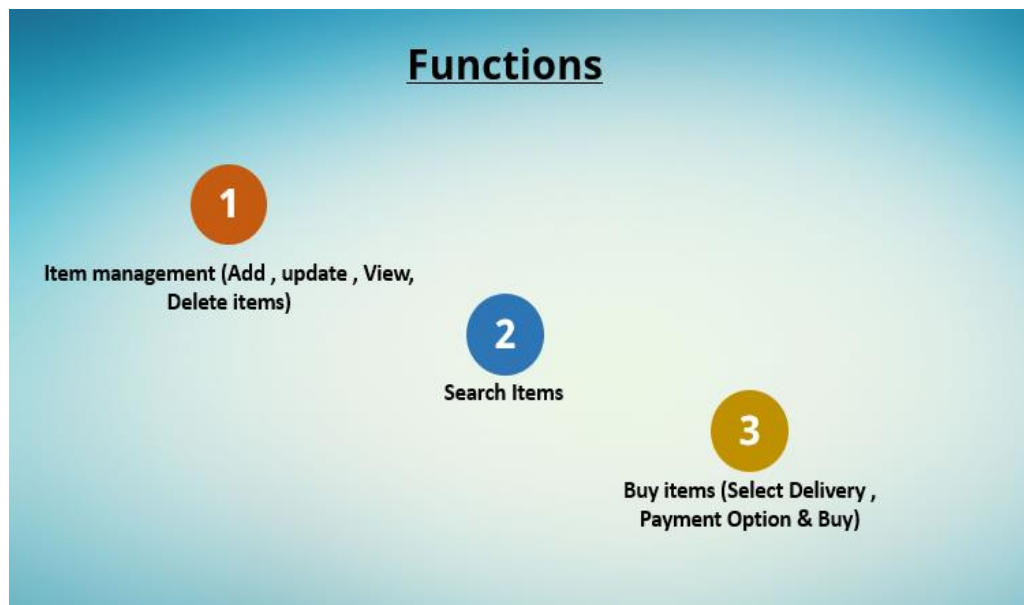 Functions
1
Item management (Add , update , View,
Delete items)
2
Search Items
3
Buy items (Select Delivery ,
Payment Option & Buy)